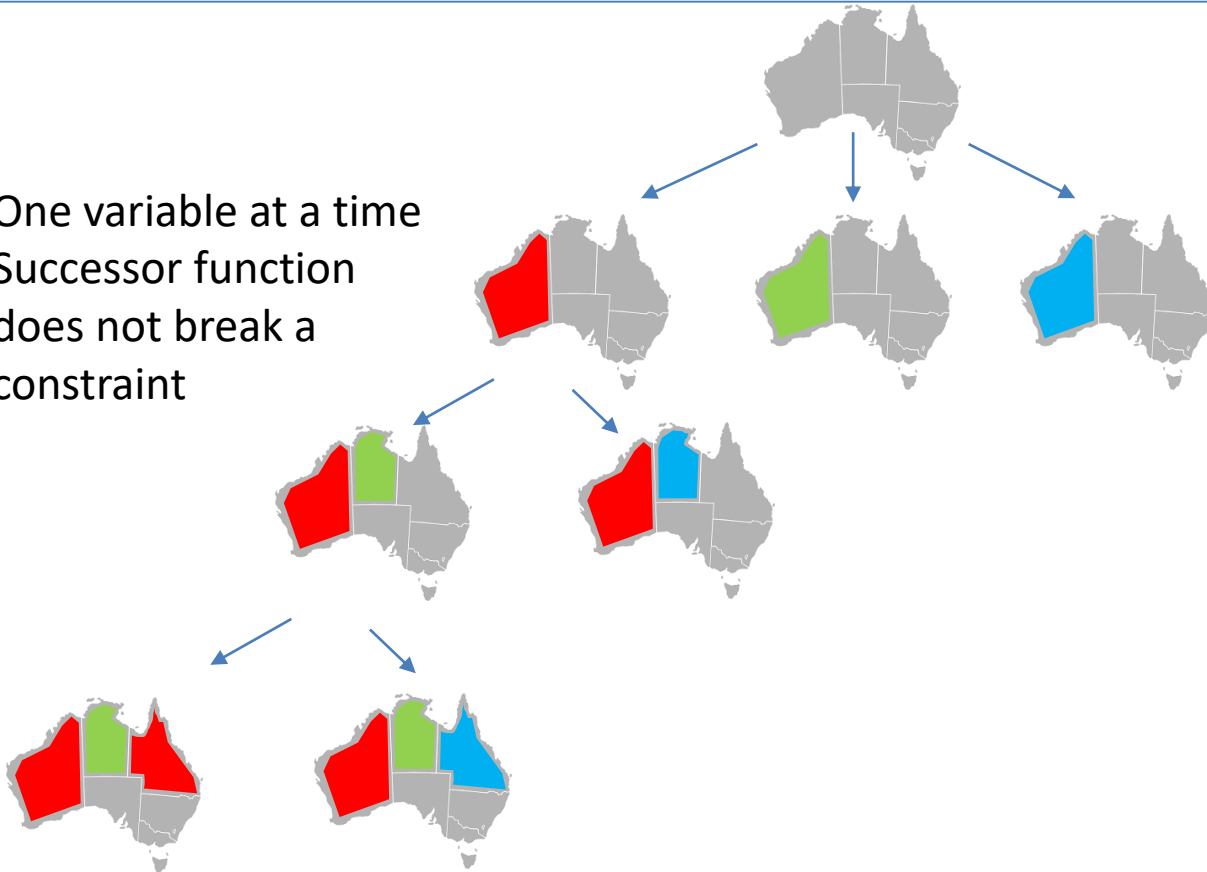 One variable at a time
Successor function
does not break a
constraint